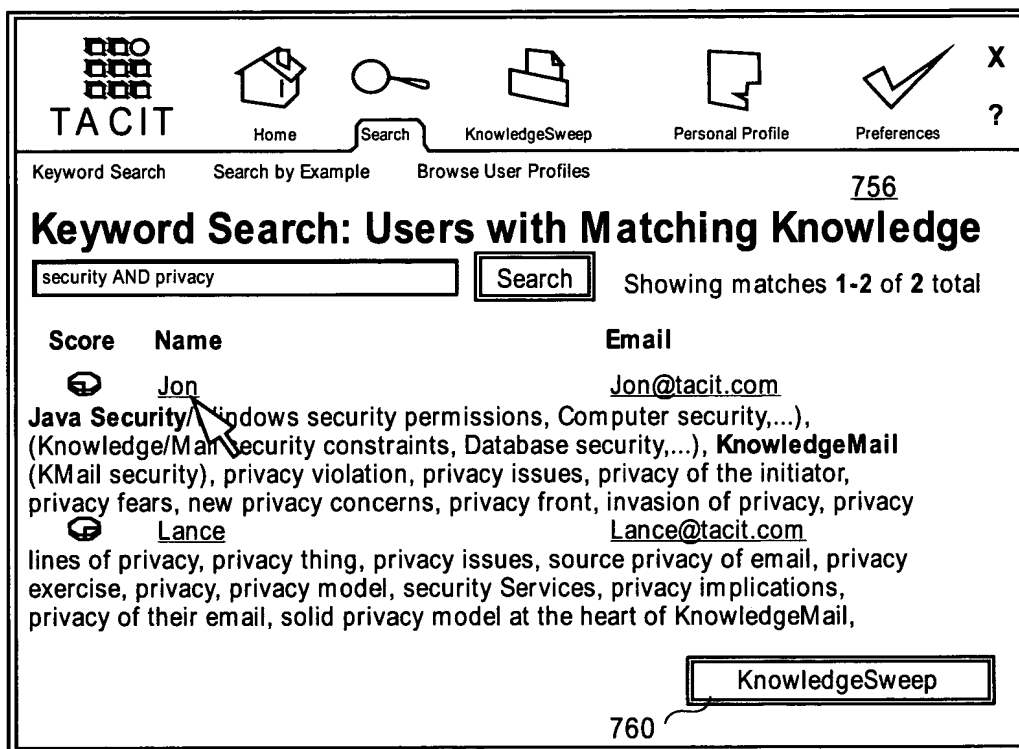 TACIT
Home
Search
KnowledgeSweep
Personal Profile
Preferences
X
?
Keyword Search Search by Example Browse User Profiles
756
Keyword Search: Users with Matching Knowledge
security AND privacy Search Showing matches 1-2 of 2 total
Score Name Email
Jon Jon@tacit.com
Java Security/ indows security permissions, Computer security,...),
(Knowledge/Mail security constraints, Database security,...), KnowledgeMail
(KMail security), privacy violation, privacy issues, privacy of the initiator,
privacy fears, new privacy concerns, privacy front, invasion of privacy, privacy
Lance Lance@tacit.com
lines of privacy, privacy thing, privacy issues, source privacy of email, privacy
exercise, privacy, privacy model, security Services, privacy implications,
privacy of their email, solid privacy model at the heart of KnowledgeMail,
KnowledgeSweep
760